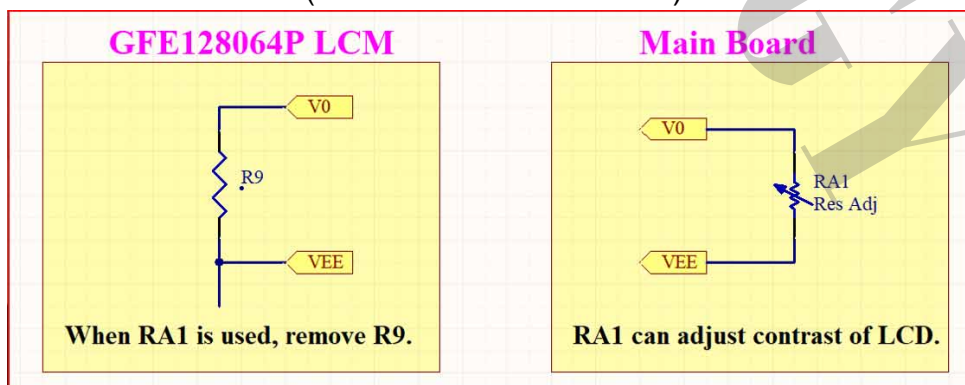 GFE128064P LCM
V0
R9
VEE
When RA1 is used, remove R9.
Main Board
V0
RA1
Res Adj
VEE
RA1 can adjust contrast of LCD.